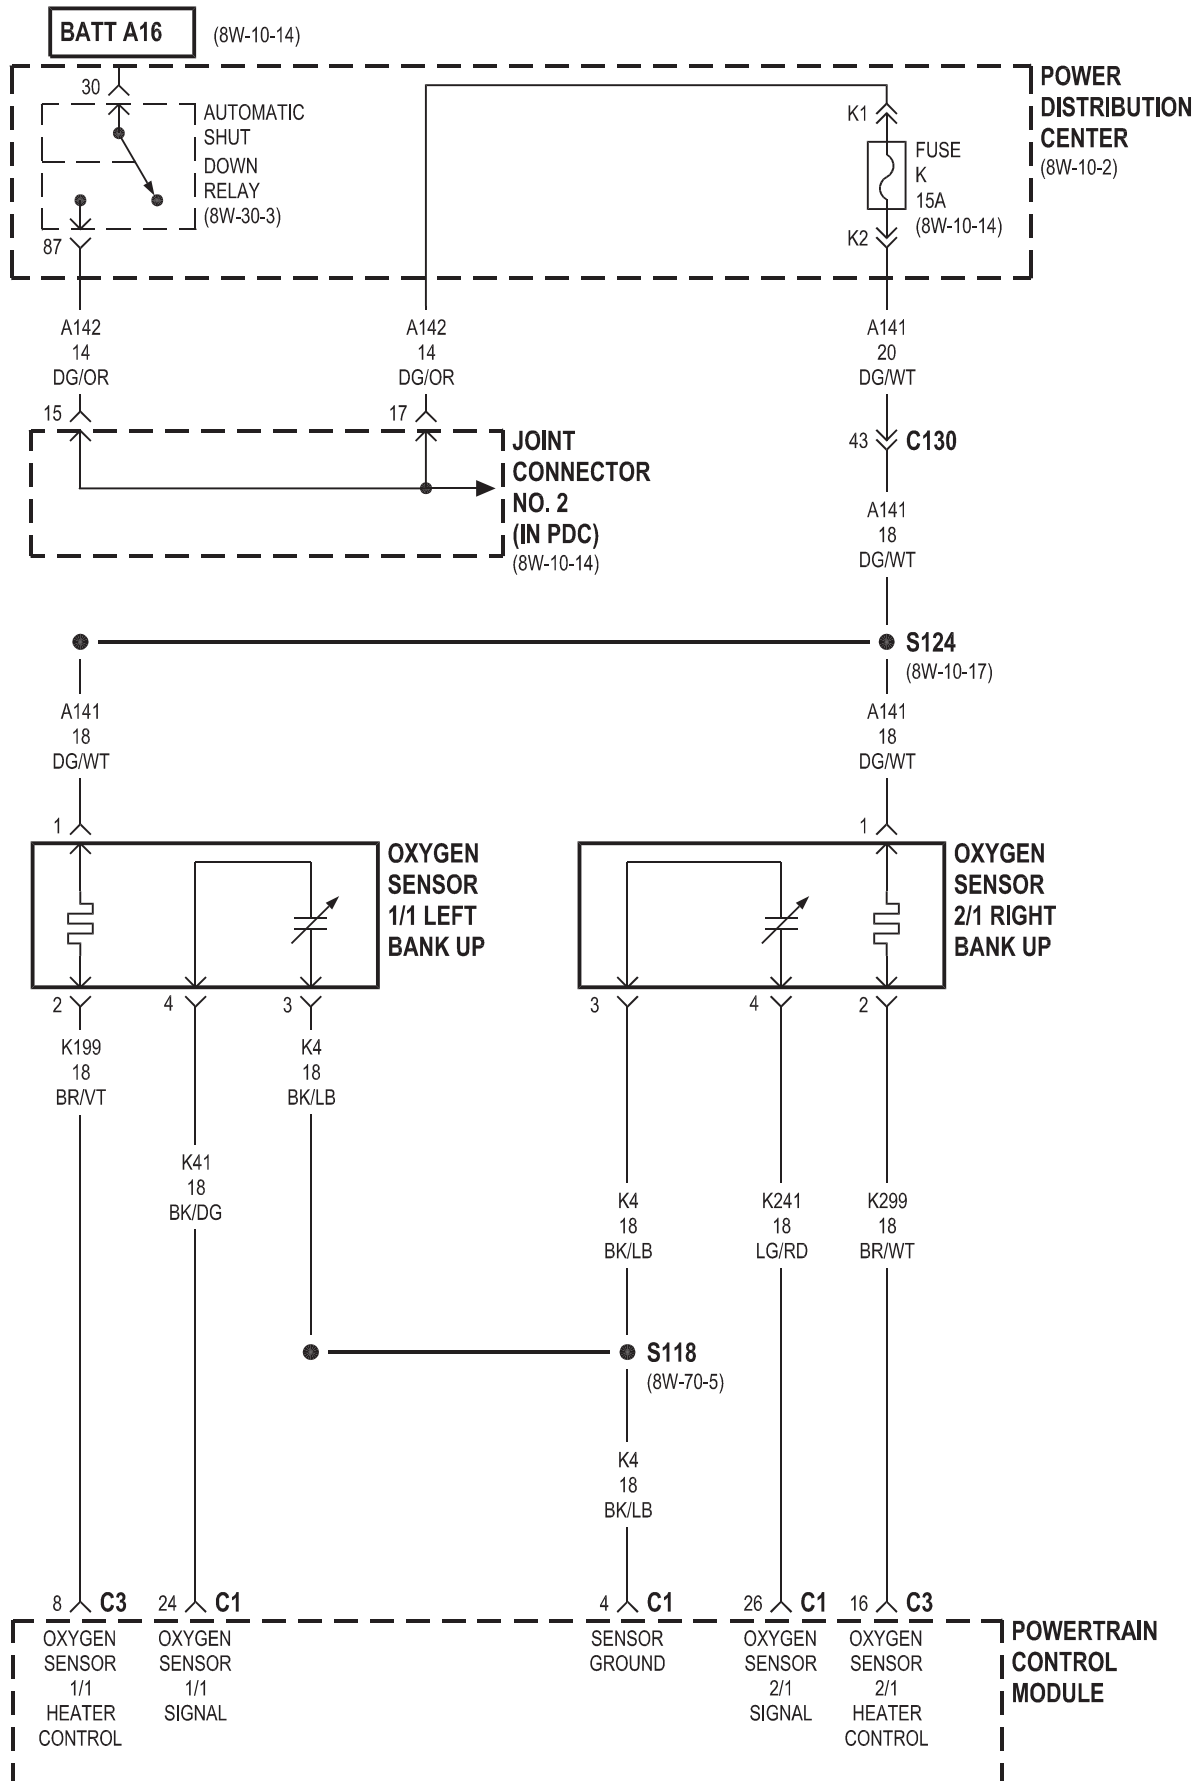 BATT A16 (8W-10-14)
30
AUTOMATIC
SHUT
DOWN
RELAY
(8W-30-3)
87
K1
FUSE
K
15A
(8W-10-14)
K2
POWER
DISTRIBUTION
CENTER
(8W-10-2)
A142
14
DG/OR
15
A142
14
DG/OR
17
A141
20
DG/WT
43 C130
JOINT
CONNECTOR
NO. 2
(IN PDC)
(8W-10-14)
A141
18
DG/WT
S124
(8W-10-17)
A141
18
DG/WT
1
A141
18
DG/WT
1
OXYGEN
SENSOR
1/1 LEFT
BANK UP
OXYGEN
SENSOR
2/1 RIGHT
BANK UP
2 4 3 3 4 2
K199
18
BR/VT
K4
18
BK/LB
K41
18
BK/DG
K4
18
BK/LB
K241
18
LG/RD
K299
18
BR/WT
S118
(8W-70-5)
K4
18
BK/LB
8 C3 24 C1 4 C1 26 C1 16 C3
OXYGEN
SENSOR
1/1
HEATER
CONTROL
OXYGEN
SENSOR
1/1
SIGNAL
SENSOR
GROUND
OXYGEN
SENSOR
2/1
SIGNAL
OXYGEN
SENSOR
2/1
HEATER
CONTROL
POWERTRAIN
CONTROL
MODULE